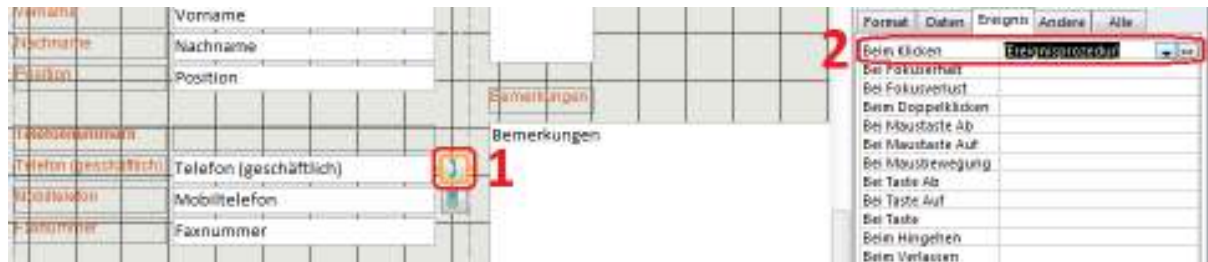 Vorname Vorname
Nachname Nachname
Position Position
Bemerkungen
Telefonnummern
Bemerkungen
Telefon (geschäftlich) Telefon (geschäftlich) 1
Mobiltelefon Mobiltelefon
Faxnummer Faxnummer
Format Daten Ereignis Andere Alle
2 Beim Klicken [Ereignisprozedur]
Bei Fokuserhalt
Bei Fokusverlust
Beim Doppelklicken
Bei Maustaste Ab
Bei Maustaste Auf
Bei Mausbewegung
Bei Taste Ab
Bei Taste Auf
Bei Taste
Beim Hingehen
Beim Verlassen